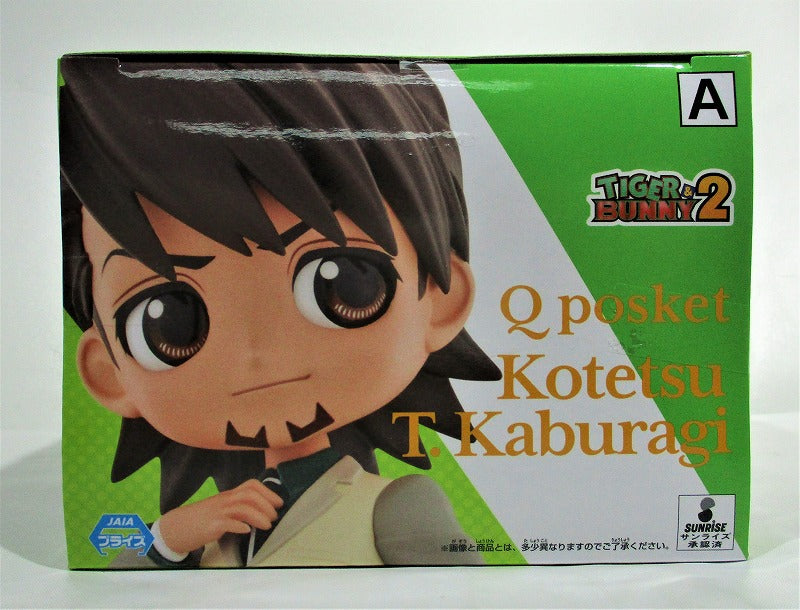 A
TIGER &
BUNNY 2
Q posket
Kotetsu
T. Kaburagi
JAIA
プライズ
※画像と商品とは、多少異なりますのでご了承ください。
SUNRISE
サンライズ
承認済